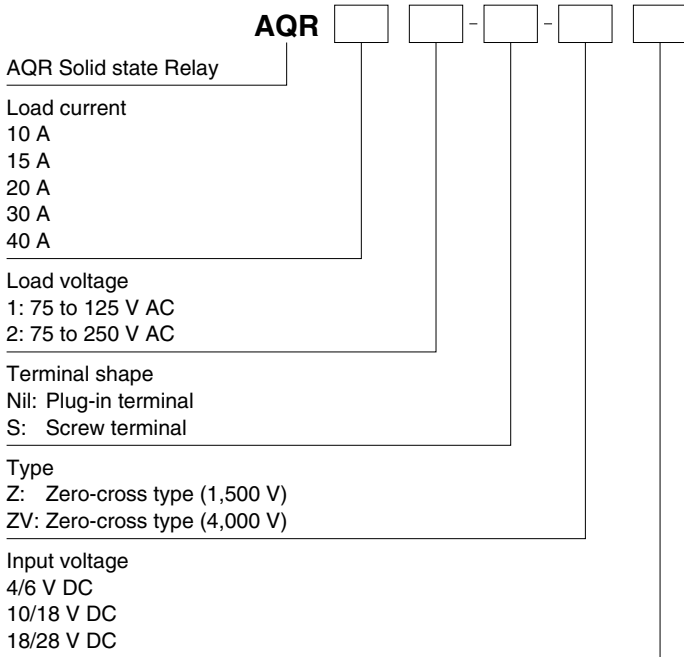 AQR - -
AQR Solid state Relay
Load current
10 A
15 A
20 A
30 A
40 A
Load voltage
1: 75 to 125 V AC
2: 75 to 250 V AC
Terminal shape
Nil: Plug-in terminal
S: Screw terminal
Type
Z: Zero-cross type (1,500 V)
ZV: Zero-cross type (4,000 V)
Input voltage
4/6 V DC
10/18 V DC
18/28 V DC